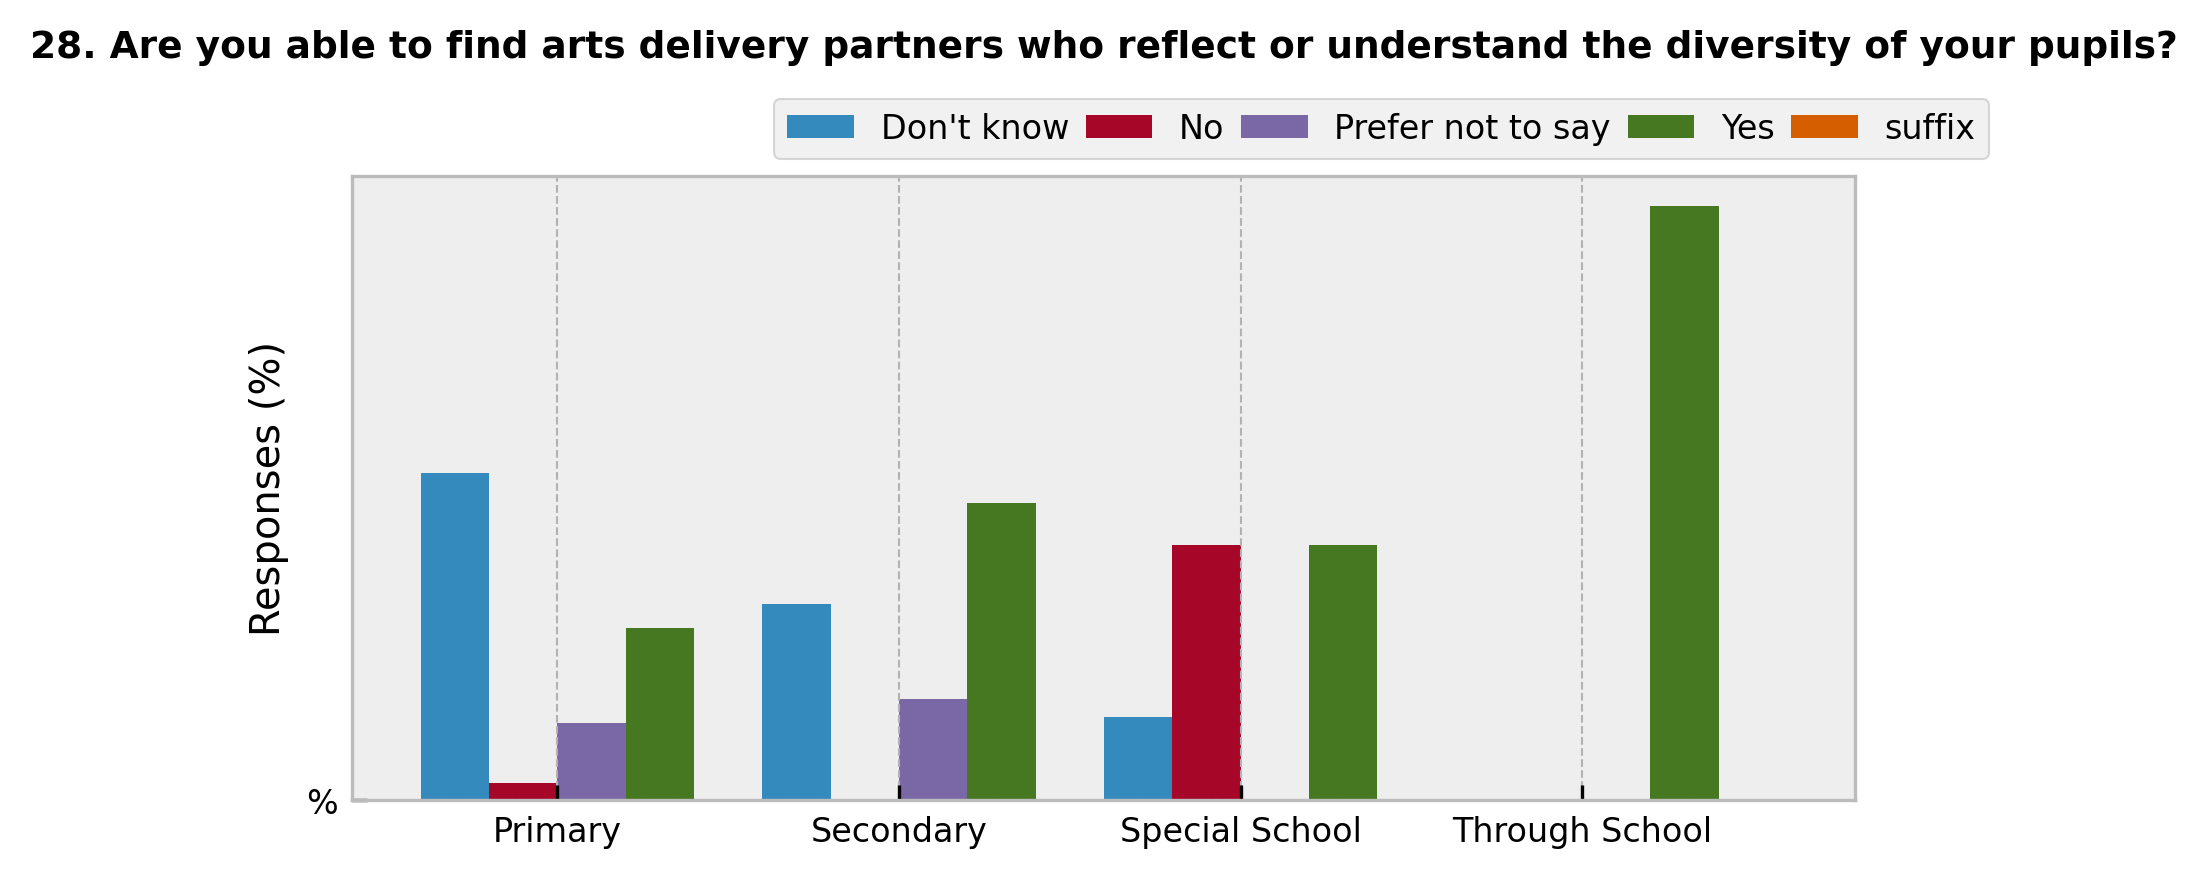 28. Are you able to find arts delivery partners who reflect or understand the diversity of your pupils?
Don't know No Prefer not to say Yes suffix
Responses (%)
%
Primary Secondary Special School Through School